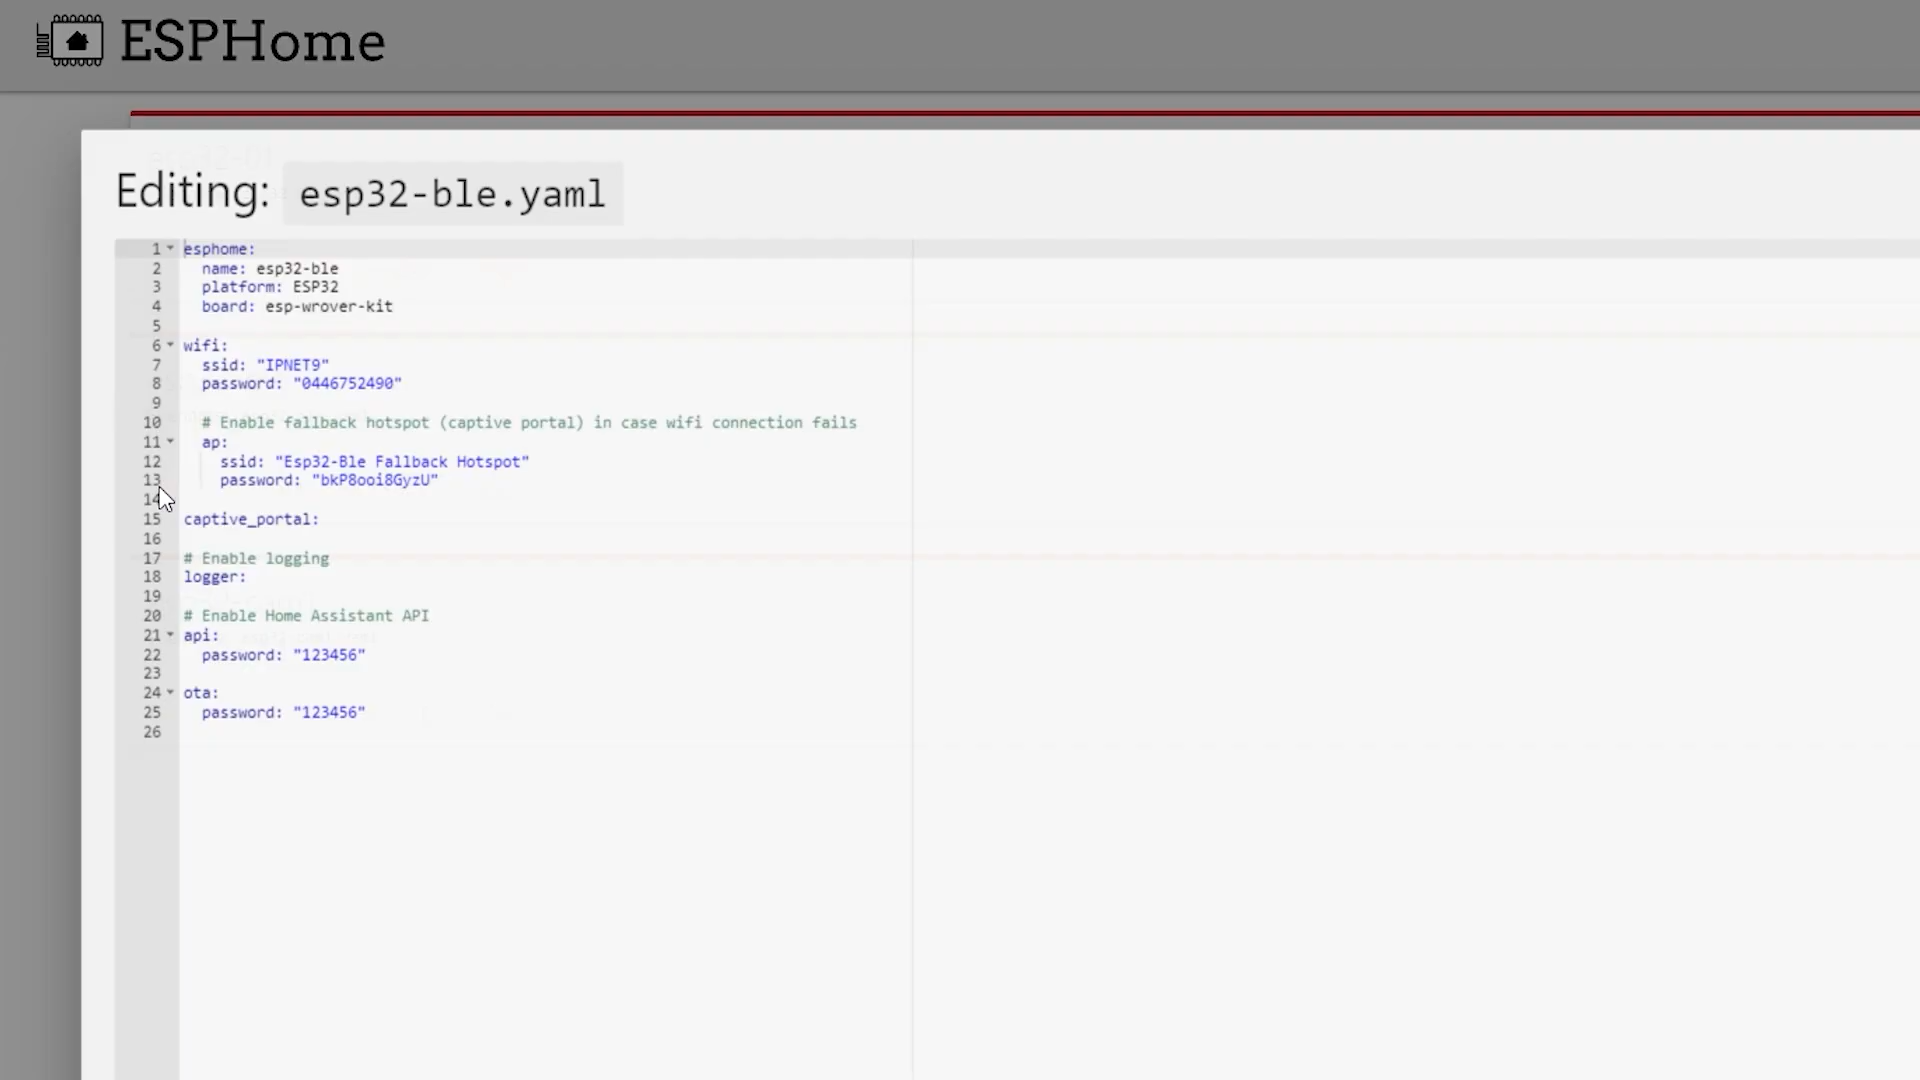 ESPHome
Editing: esp32-ble.yaml
1 esphome:
2 name: esp32-ble
3 platform: ESP32
4 board: esp-wrover-kit
5
6 wifi:
7 ssid: "IPNET9"
8 password: "0446752490"
9
10 # Enable fallback hotspot (captive portal) in case wifi connection fails
11 ap:
12 ssid: "Esp32-Ble Fallback Hotspot"
13 password: "bkP8ooi8GyzU"
14
15 captive_portal:
16
17 # Enable logging
18 logger:
19
20 # Enable Home Assistant API
21 api:
22 password: "123456"
23
24 ota:
25 password: "123456"
26